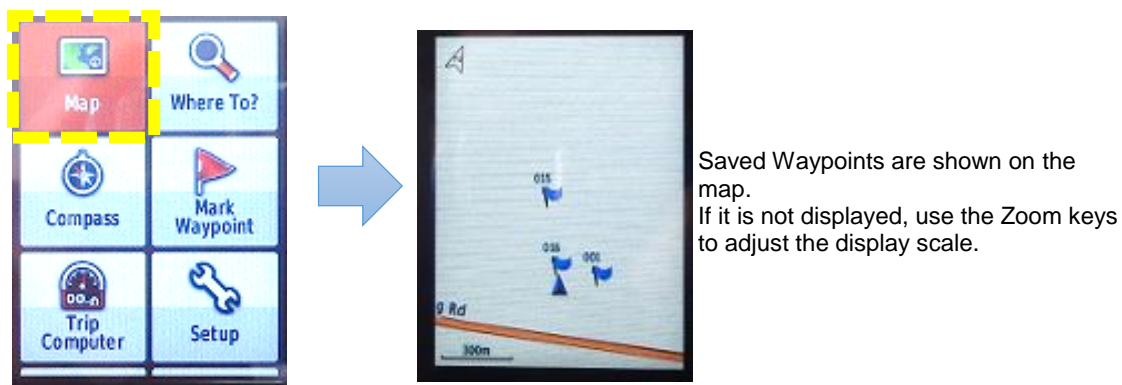 Map
Where To?
Compass
Mark
Waypoint
Trip
Computer
Setup
015
016
001
g Rd
300m
Saved Waypoints are shown on the
map.
If it is not displayed, use the Zoom keys
to adjust the display scale.